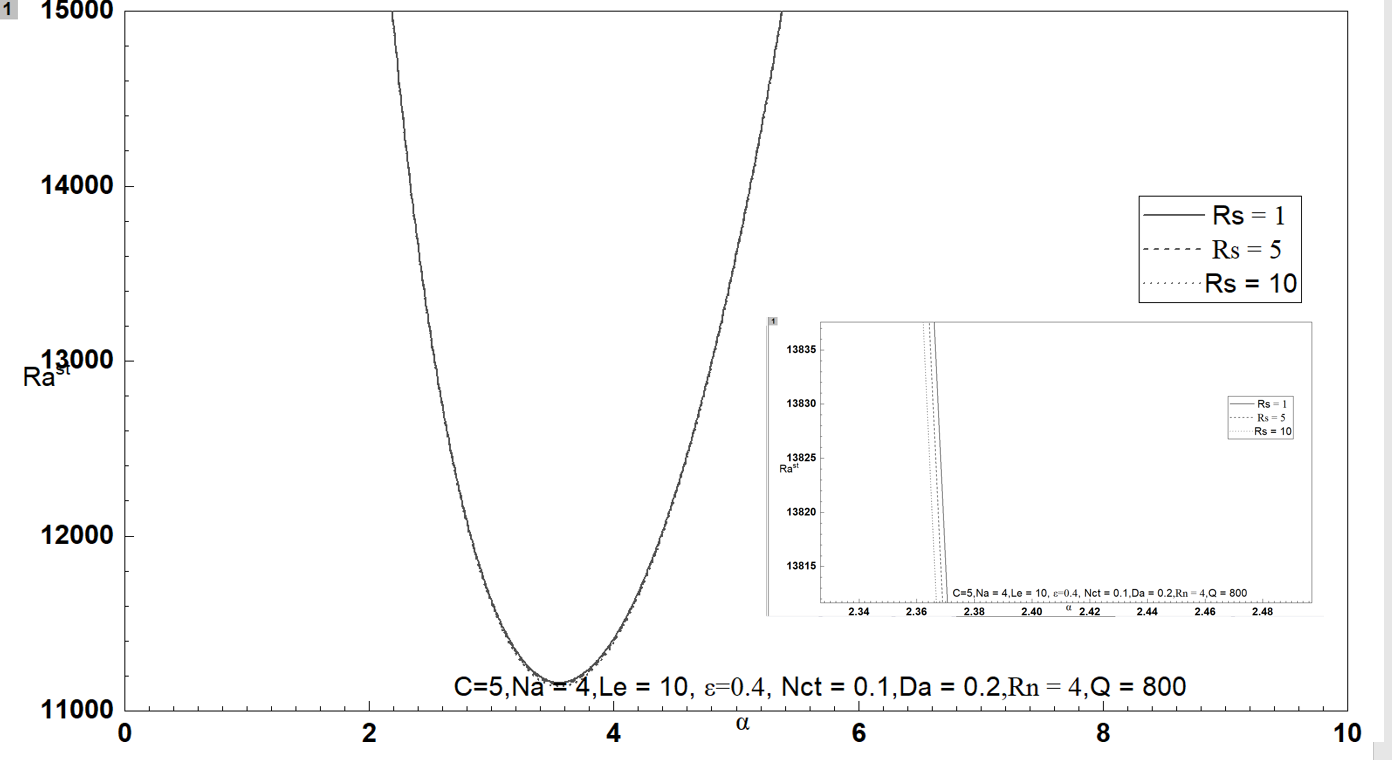 1
15000
14000
13000
12000
11000
Ra^st
0 2 4 6 8 10
α
Rs = 1
Rs = 5
Rs = 10
C=5,Na = 4,Le = 10, ε=0.4, Nct = 0.1,Da = 0.2,Rn = 4,Q = 800
1
13835
13830
13825
13820
13815
Ra^st
Rs = 1
Rs = 5
Rs = 10
C=5,Na = 4,Le = 10, ε=0.4, Nct = 0.1,Da = 0.2,Rn = 4,Q = 800
2.34 2.36 2.38 2.40 2.42 2.44 2.46 2.48
α